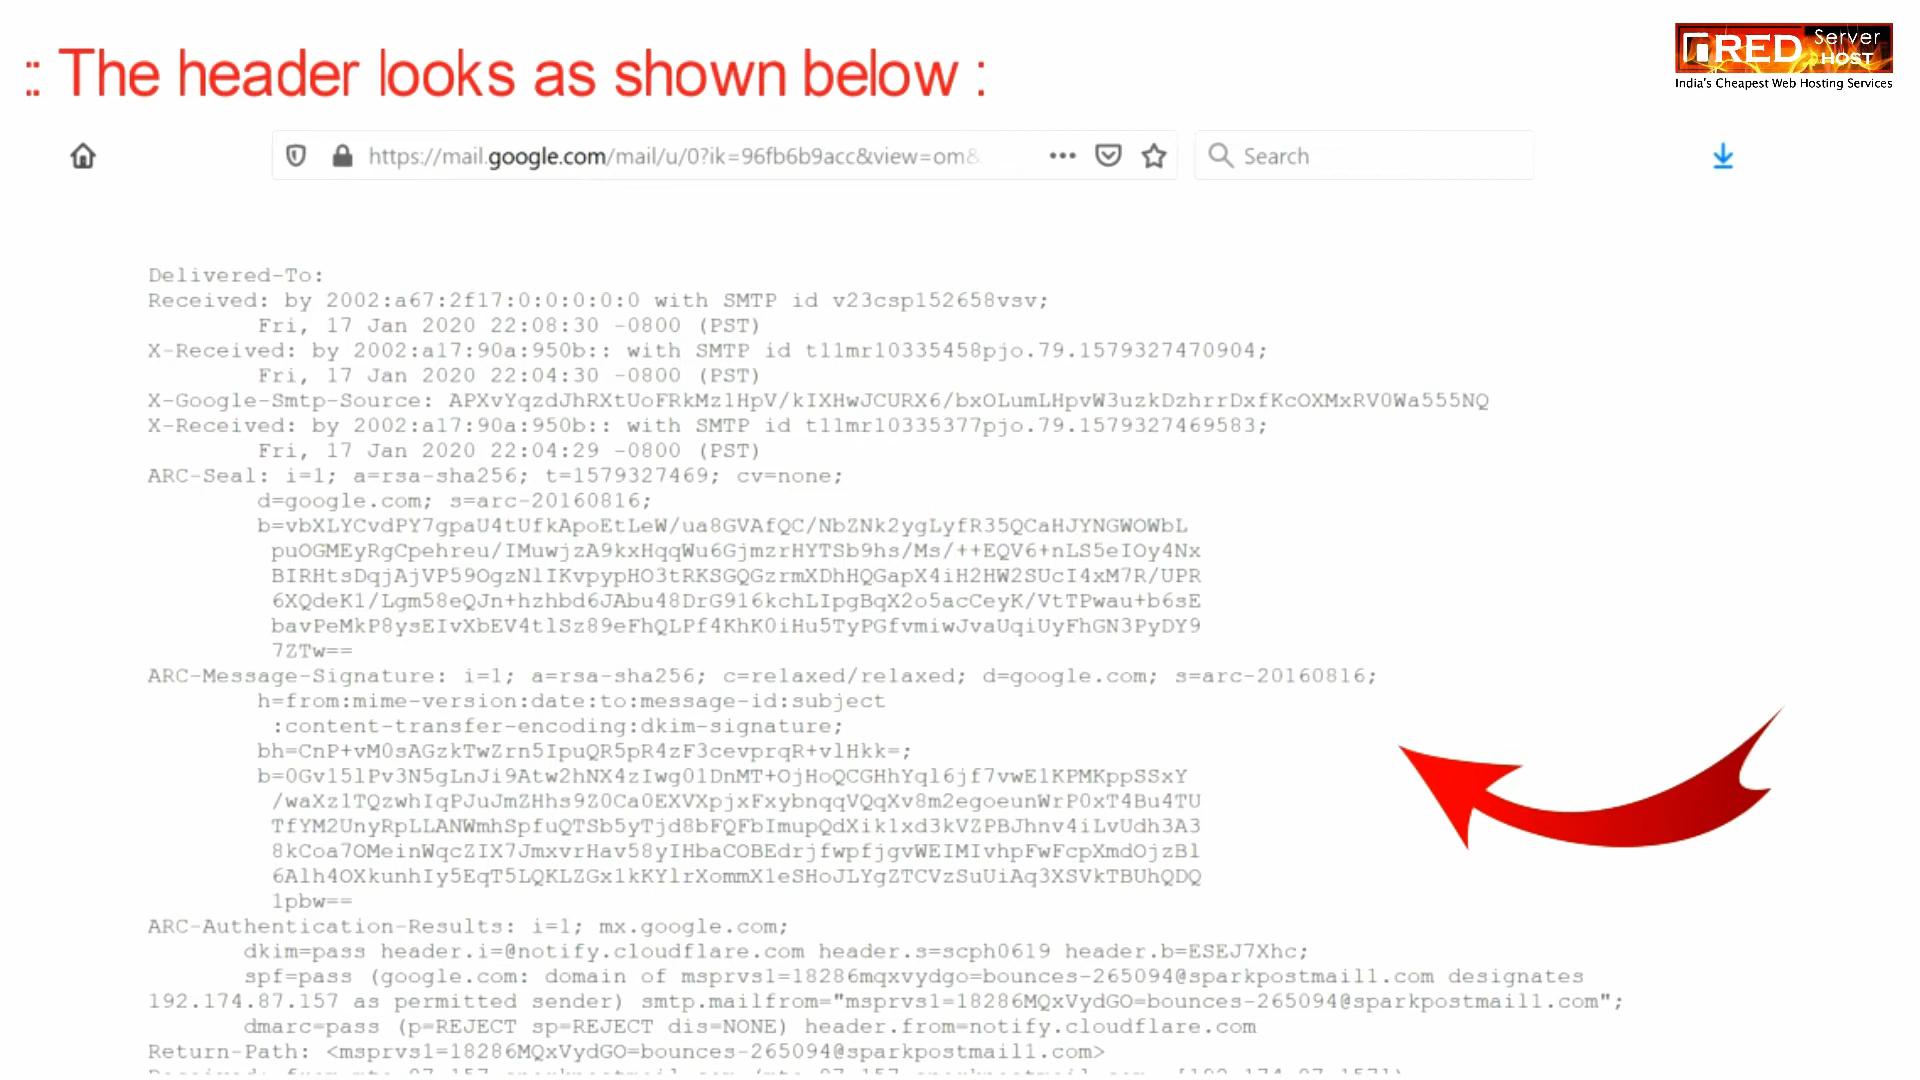 :: The header looks as shown below :
RED Server HOST
India's Cheapest Web Hosting Services
https://mail.google.com/mail/u/0?ik=96fb6b9acc&view=om&
Search
Delivered-To:
Received: by 2002:a67:2f17:0:0:0:0:0 with SMTP id v23csp152658vsv;
Fri, 17 Jan 2020 22:08:30 -0800 (PST)
X-Received: by 2002:a17:90a:950b:: with SMTP id t11mr10335458pjo.79.1579327470904;
Fri, 17 Jan 2020 22:04:30 -0800 (PST)
X-Google-Smtp-Source: APXvYqzdJhRXtUoFRkMzlHpV/kIXHwJCURX6/bxOLumLHpvW3uzkDzhrrDxfKcOXMxRV0Wa555NQ
X-Received: by 2002:a17:90a:950b:: with SMTP id t11mr10335377pjo.79.1579327469583;
Fri, 17 Jan 2020 22:04:29 -0800 (PST)
ARC-Seal: i=1; a=rsa-sha256; t=1579327469; cv=none;
d=google.com; s=arc-20160816;
b=vbXLYCvdPY7gpaU4tUfkApoEtLeW/ua8GVAfQC/NbZNk2ygLyfR35QCaHJYNGWOWbL
puOGMEyRgCpehreu/IMuwjzA9kxHqqWu6GjmzrHYTSb9hs/Ms/++EQV6+nLS5eIOy4Nx
BIRHtsDqjAjVP59OgzNlIKvpypHO3tRKSGQGzrmXDhHQGapX4iH2HW2SUcI4xM7R/UPR
6XQdeK1/Lgm58eQJn+hzhbd6JAbu48DrG916kchLIpgBqX2o5acCeyK/VtTPwau+b6sE
bavPeMkP8ysEIvXbEV4tlSz89eFhQLPf4KhK0iHu5TyPGfvmiwJvaUqiUyFhGN3PyDY9
7ZTw==
ARC-Message-Signature: i=1; a=rsa-sha256; c=relaxed/relaxed; d=google.com; s=arc-20160816;
h=from:mime-version:date:to:message-id:subject
:content-transfer-encoding:dkim-signature;
bh=CnP+vM0sAGzkTwZrn5IpuQR5pR4zF3cevprqR+vlHkk=;
b=0Gv15lPv3N5gLnJi9Atw2hNX4zIwg01DnMT+OjHoQCGHhYql6jf7vwE1KPMKppSSxY
/waXzlTQzwhIqPJuJmZHhs9Z0Ca0EXVXpjxFxybnqqVQqXv8m2egoeunWrP0xT4Bu4TU
TfYM2UnyRpLLANWmhSpfuQTSb5yTjd8bFQFbImupQdXiklxd3kVZPBJhnv4iLvUdh3A3
8kCoa7OMeinWqcZIX7JmxvrHav58yIHbaCOBEdrjfwpfjgvWEIMIvhpFwFcpXmdOjzBl
6Alh4OXkunhIy5EqT5LQKLZGx1kKYlrXommX1eSHoJLYgZTCVzSuUiAq3XSVkTBUhQDQ
1pbw==
ARC-Authentication-Results: i=1; mx.google.com;
dkim=pass header.i=@notify.cloudflare.com header.s=scph0619 header.b=ESEJ7Xhc;
spf=pass (google.com: domain of msprvs1=18286mqxvydgo=bounces-265094@sparkpostmail1.com designates
192.174.87.157 as permitted sender) smtp.mailfrom="msprvs1=18286MQxVydGO=bounces-265094@sparkpostmail1.com";
dmarc=pass (p=REJECT sp=REJECT dis=NONE) header.from=notify.cloudflare.com
Return-Path: <msprvs1=18286MQxVydGO=bounces-265094@sparkpostmail1.com>